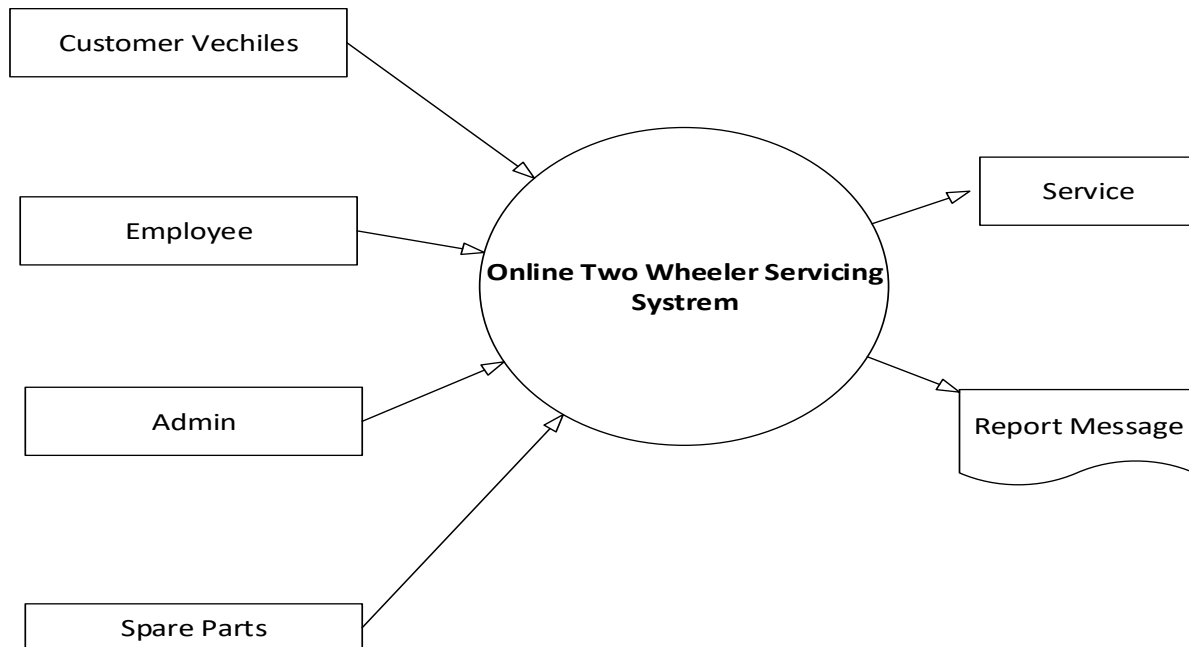 Customer Vechiles
Employee
Admin
Spare Parts
Online Two Wheeler Servicing
Systrem
Service
Report Message